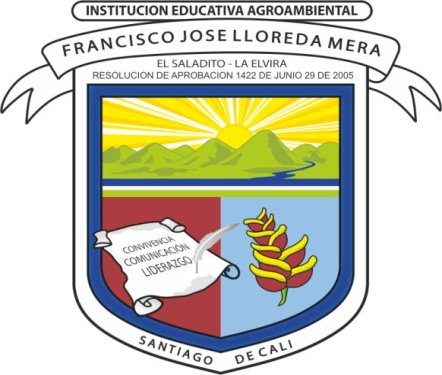 INSTITUCION EDUCATIVA AGROAMBIENTAL
FRANCISCO JOSE LLOREDA MERA
EL SALADITO - LA ELVIRA
RESOLUCION DE APROBACION 1422 DE JUNIO 29 DE 2005
CONVIVENCIA
COMUNICACIÓN
LIDERAZGO
SANTIAGO DE CALI